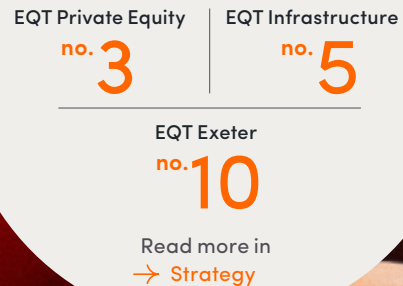 EQT Private Equity
no. 3
EQT Infrastructure
no. 5
EQT Exeter
no. 10
Read more in
→ Strategy